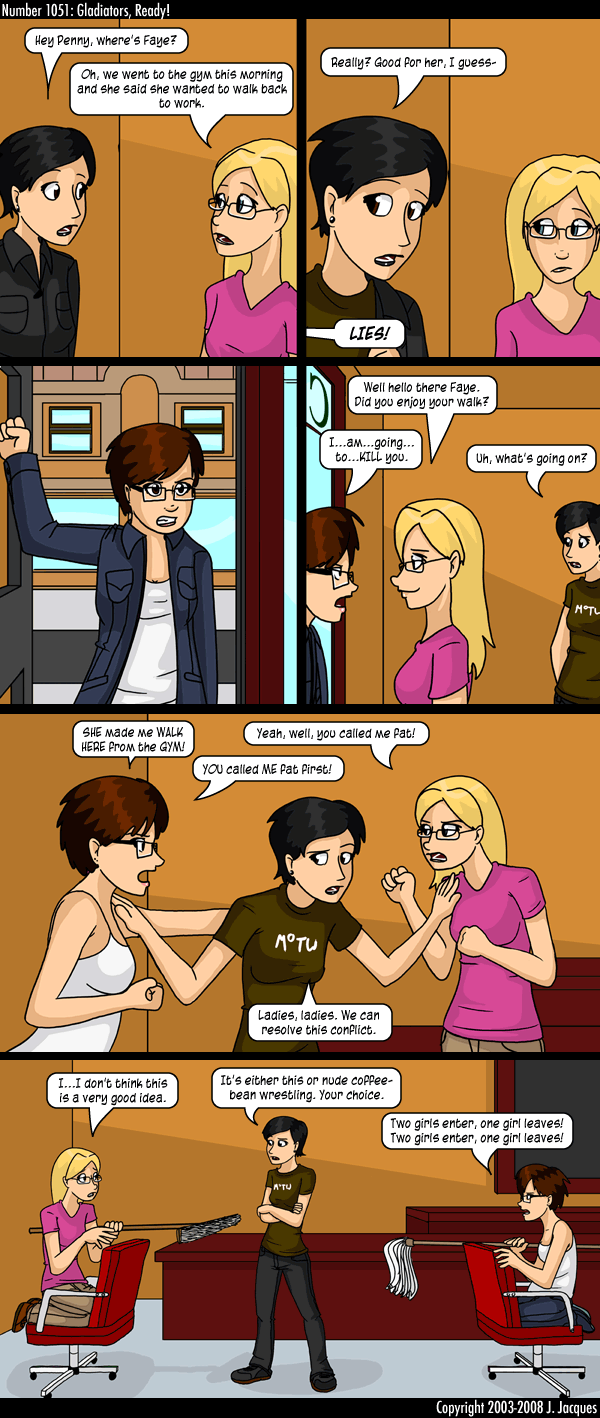 Number 1051: Gladiators, Ready!
Hey Penny, where's Faye?
Oh, we went to the gym this morning
and she said she wanted to walk back
to work.
Really? Good for her, I guess-
LIES!
Well hello there Faye.
Did you enjoy your walk?
I...am...going...
to...KILL you.
Uh, what's going on?
MOTU
SHE made me WALK
HERE from the GYM!
Yeah, well, you called me fat!
YOU called ME fat first!
MOTU
Ladies, ladies. We can
resolve this conflict.
I...I don't think this
is a very good idea.
It's either this or nude coffee-
bean wrestling. Your choice.
Two girls enter, one girl leaves!
Two girls enter, one girl leaves!
MOTU
Copyright 2003-2008 J. Jacques